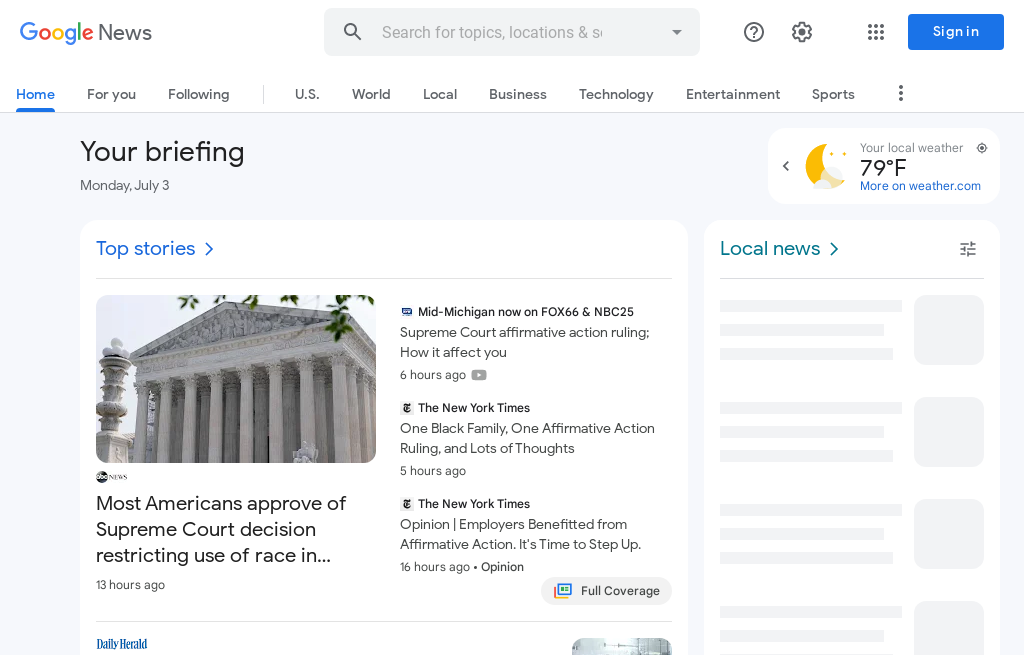 Google News
Search for topics, locations & so
Sign in
Home
For you
Following
U.S.
World
Local
Business
Technology
Entertainment
Sports
Your briefing
Monday, July 3
Your local weather
79°F
More on weather.com
Top stories
Local news
abc NEWS
Most Americans approve of
Supreme Court decision
restricting use of race in...
13 hours ago
Mid-Michigan now on FOX66 & NBC25
Supreme Court affirmative action ruling;
How it affect you
6 hours ago
The New York Times
One Black Family, One Affirmative Action
Ruling, and Lots of Thoughts
5 hours ago
The New York Times
Opinion | Employers Benefitted from
Affirmative Action. It's Time to Step Up.
16 hours ago • Opinion
Full Coverage
Daily Herald